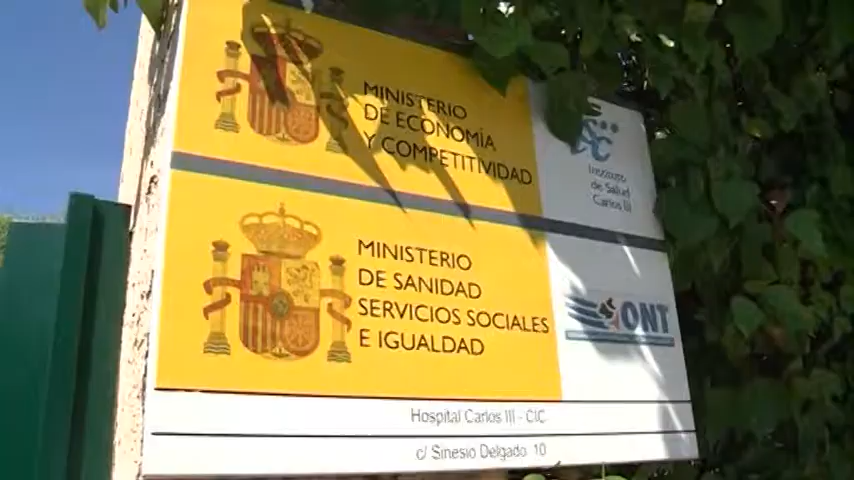 MINISTERIO
DE ECONOMÍA
Y COMPETITIVIDAD
Instituto
de Salud
Carlos III
MINISTERIO
DE SANIDAD
SERVICIOS SOCIALES
E IGUALDAD
ONT
Hospital Carlos III - CIC
c/ Sinesio Delgado 10